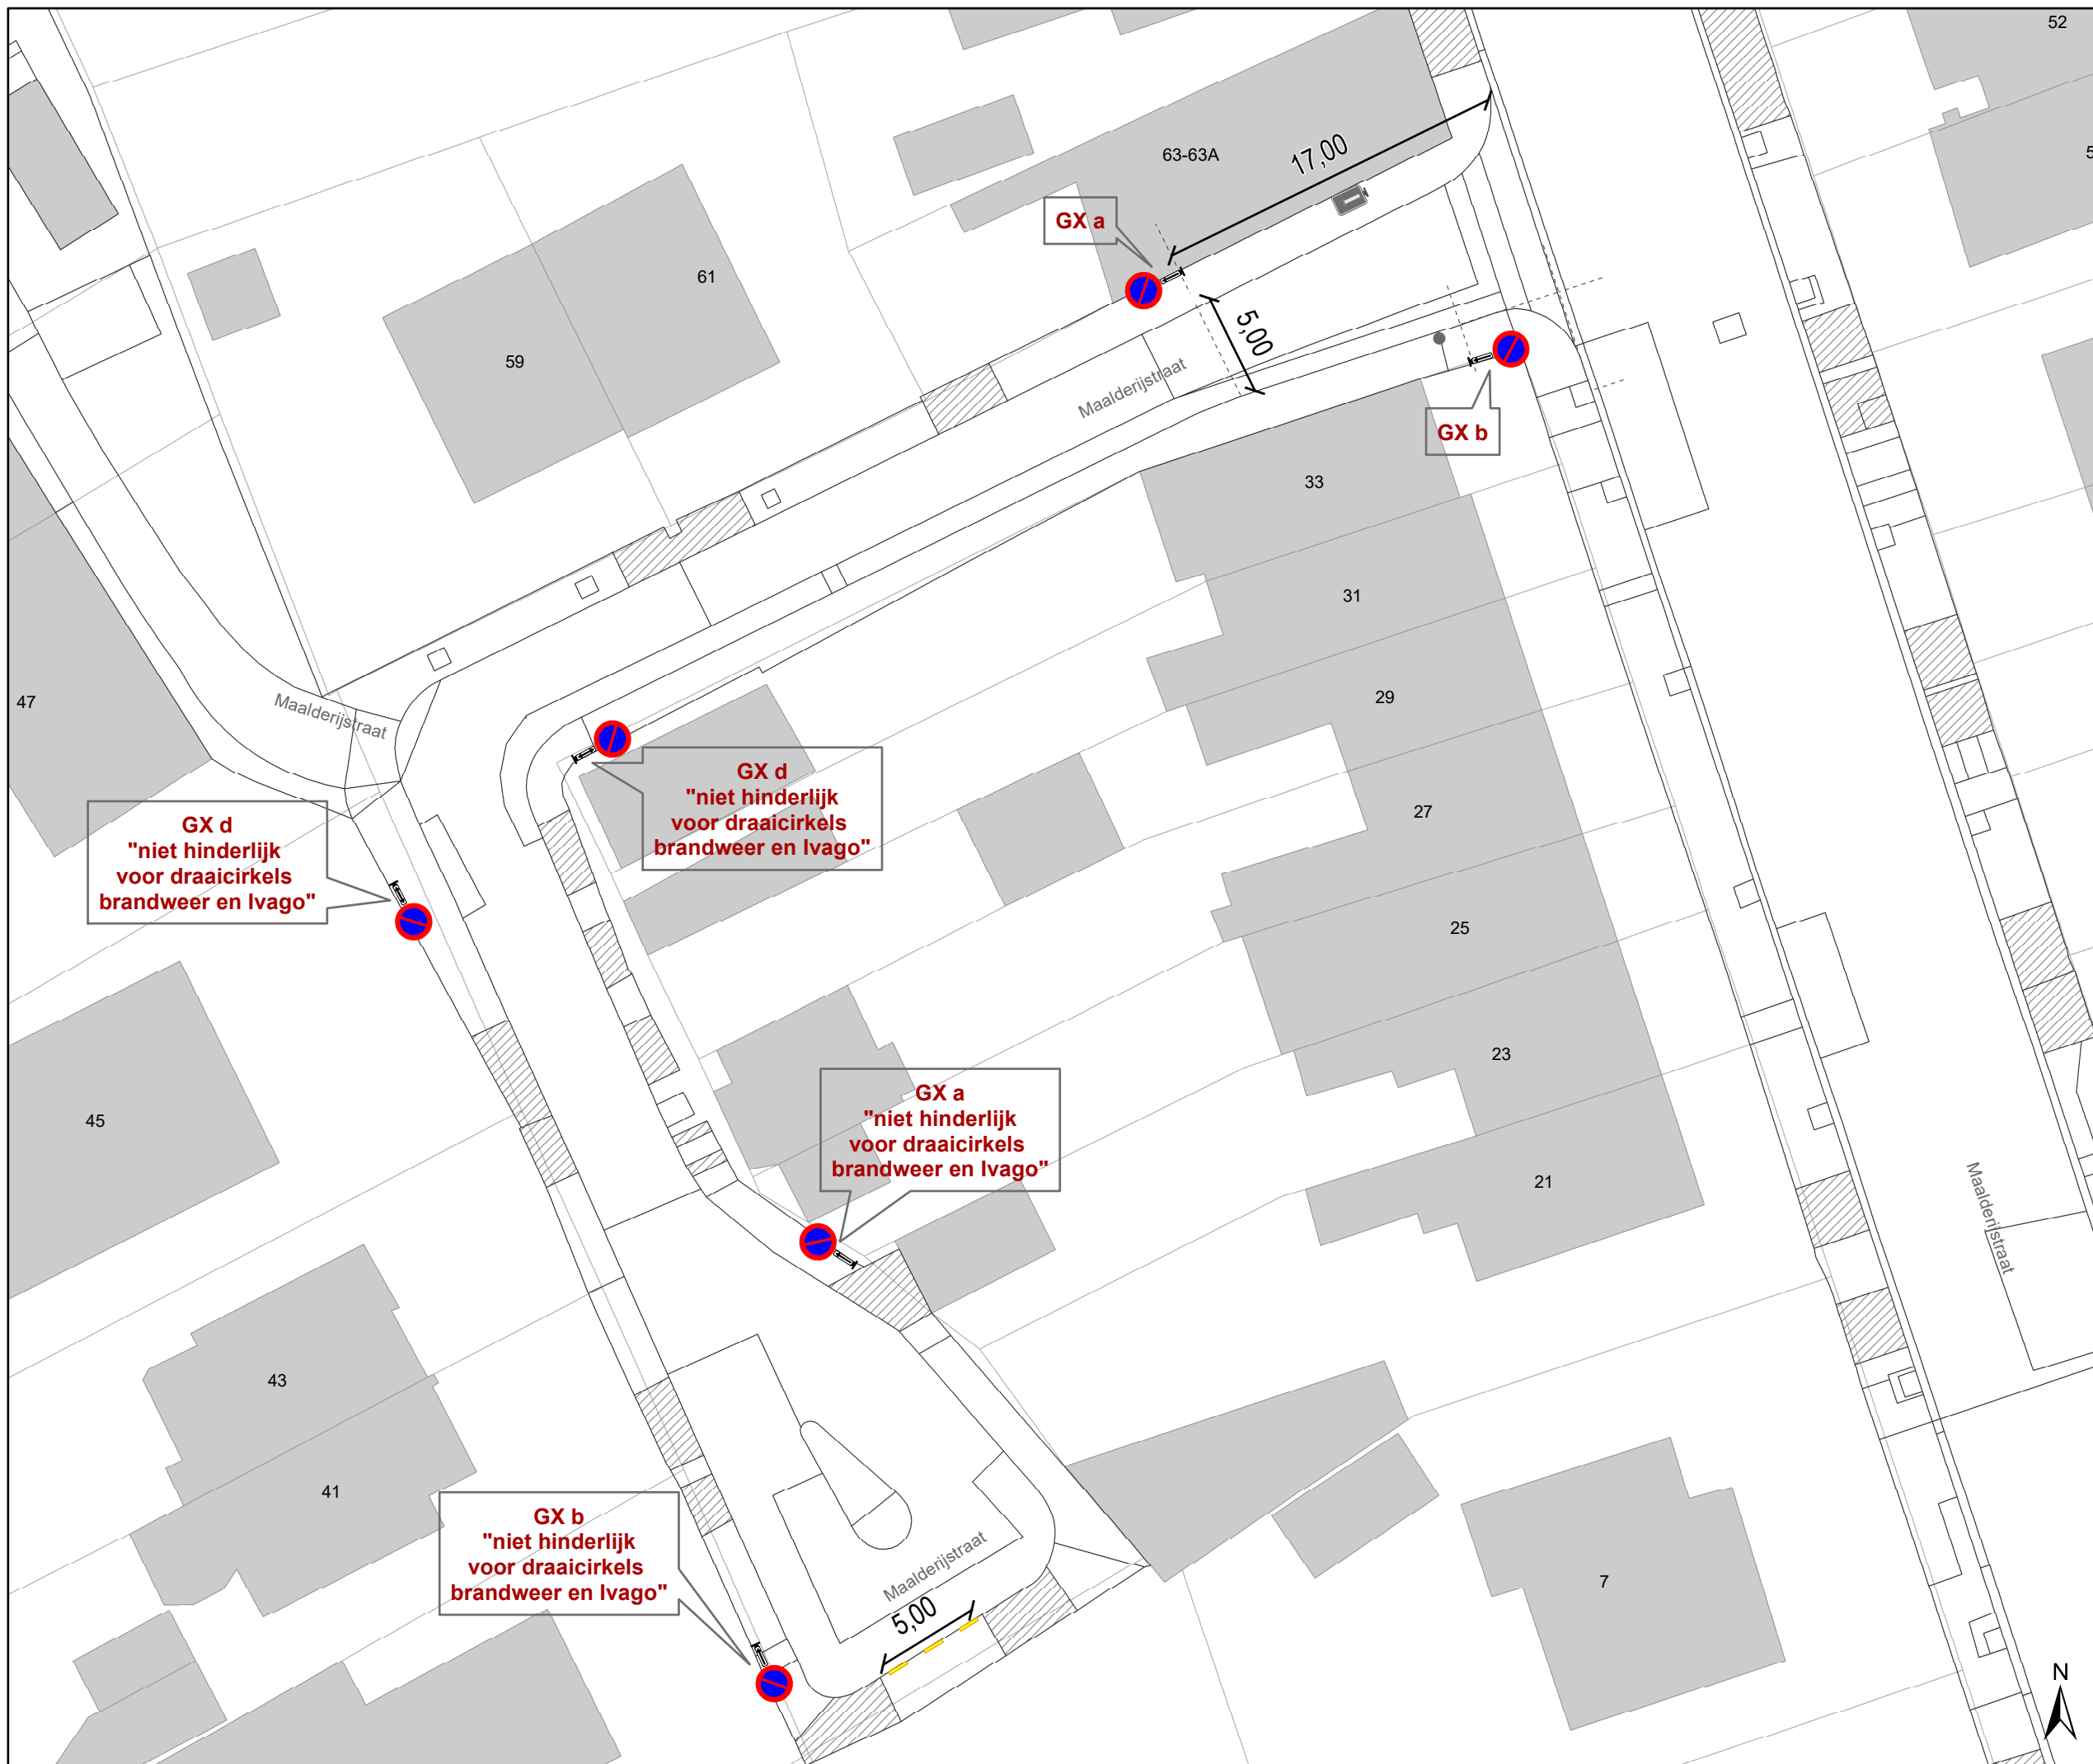 52
63-63A
17,00
5
GX a
61
5,00
59
Maalderijstraat
GX b
33
31
29
47
Maalderijstraat
GX d
"niet hinderlijk
voor draaicirkels
brandweer en Ivago"
GX d
"niet hinderlijk
voor draaicirkels
brandweer en Ivago"
27
25
23
45
GX a
"niet hinderlijk
voor draaicirkels
brandweer en Ivago"
21
Maalderijstraat
43
41
GX b
"niet hinderlijk
voor draaicirkels
brandweer en Ivago"
Maalderijstraat
5,00
7
N